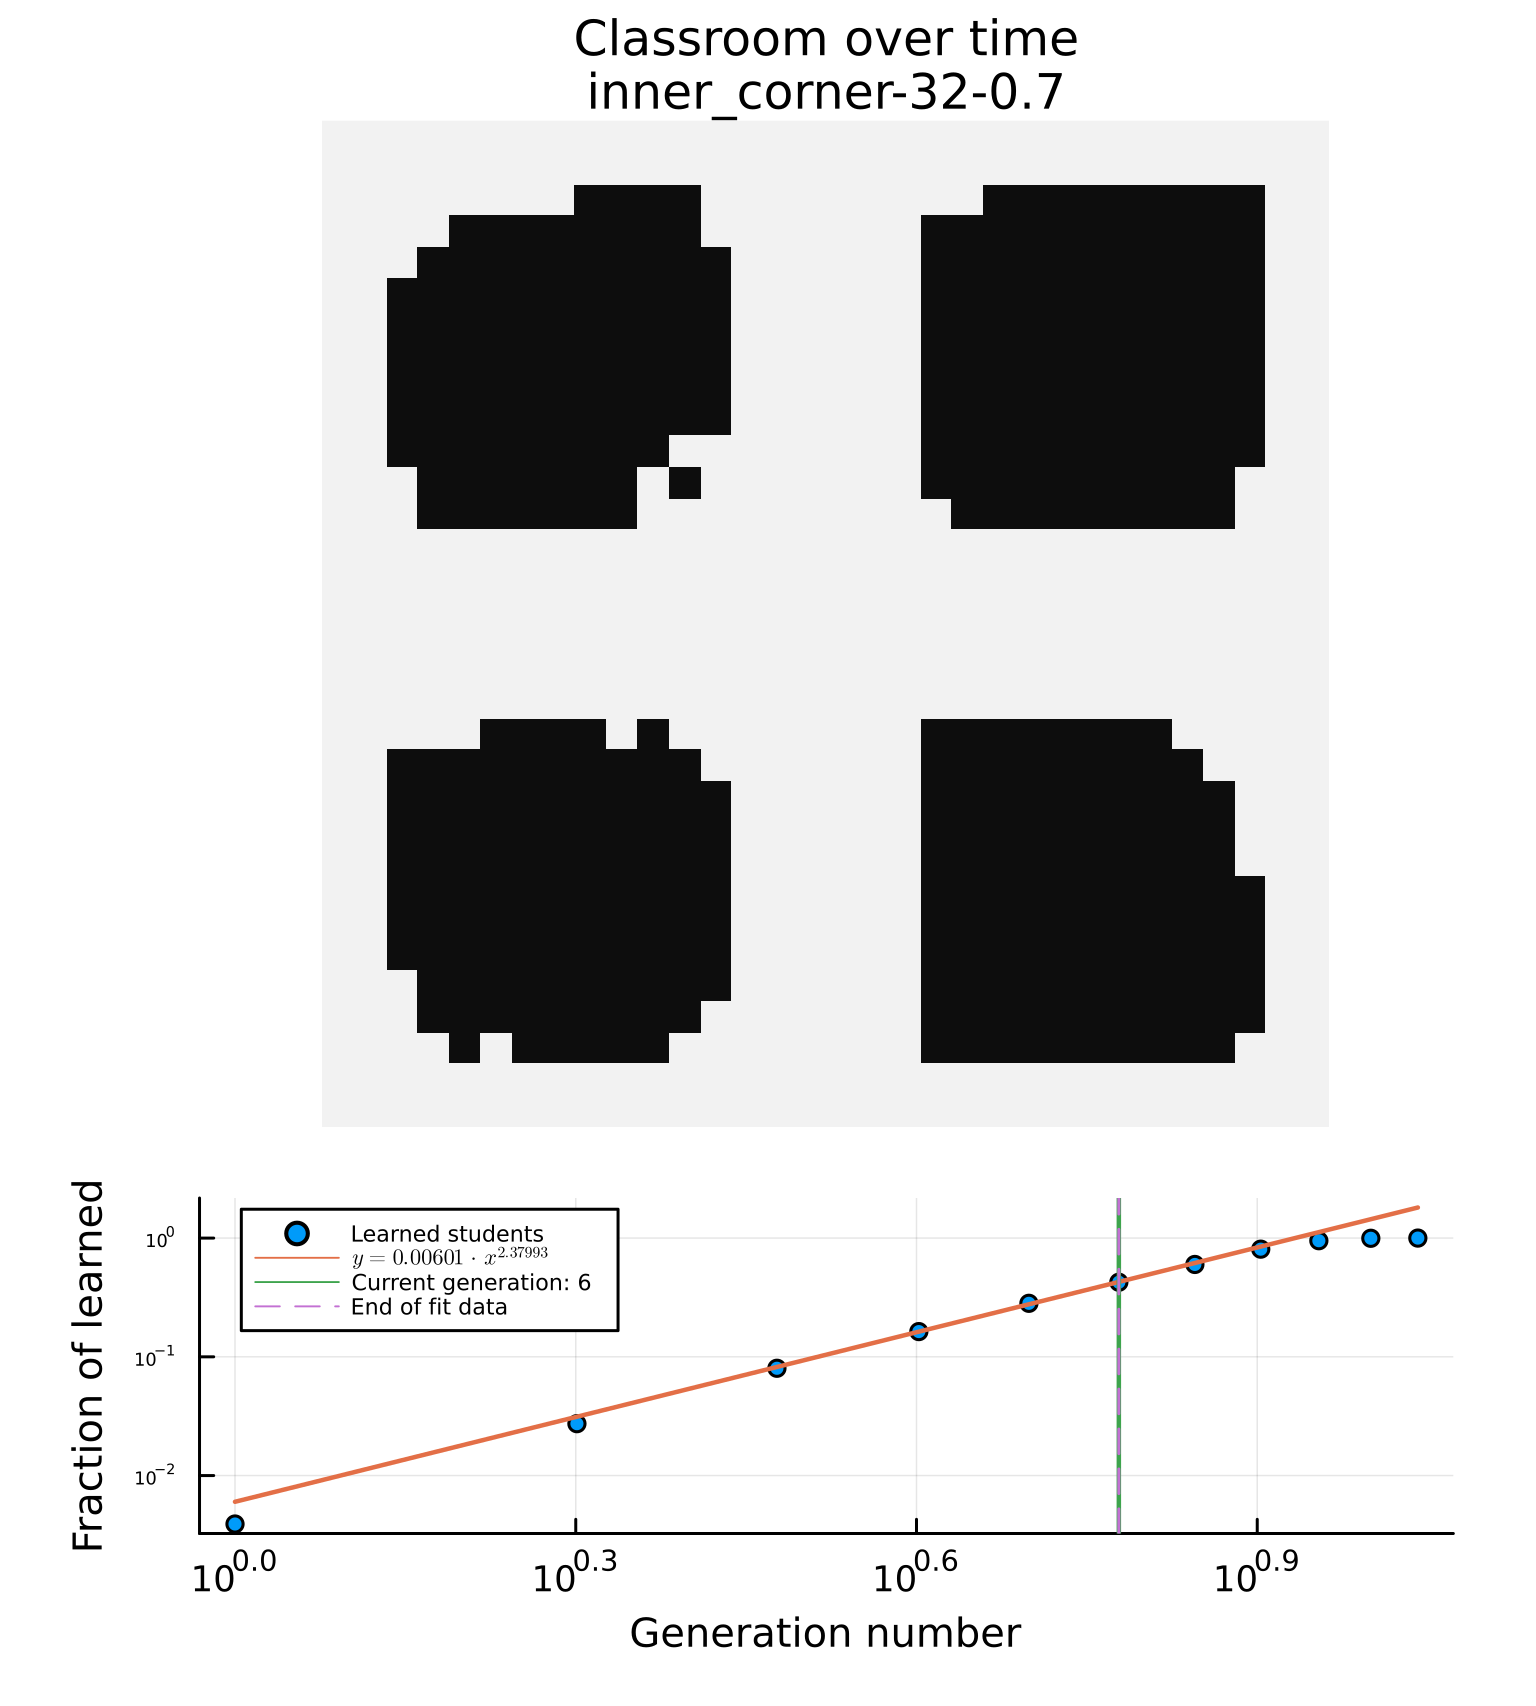 Classroom over time
inner_corner-32-0.7
Fraction of learned
10⁰
10⁻¹
10⁻²
Learned students
y = 0.00601 · x^2.37993
Current generation: 6
End of fit data
10^0.0
10^0.3
10^0.6
10^0.9
Generation number